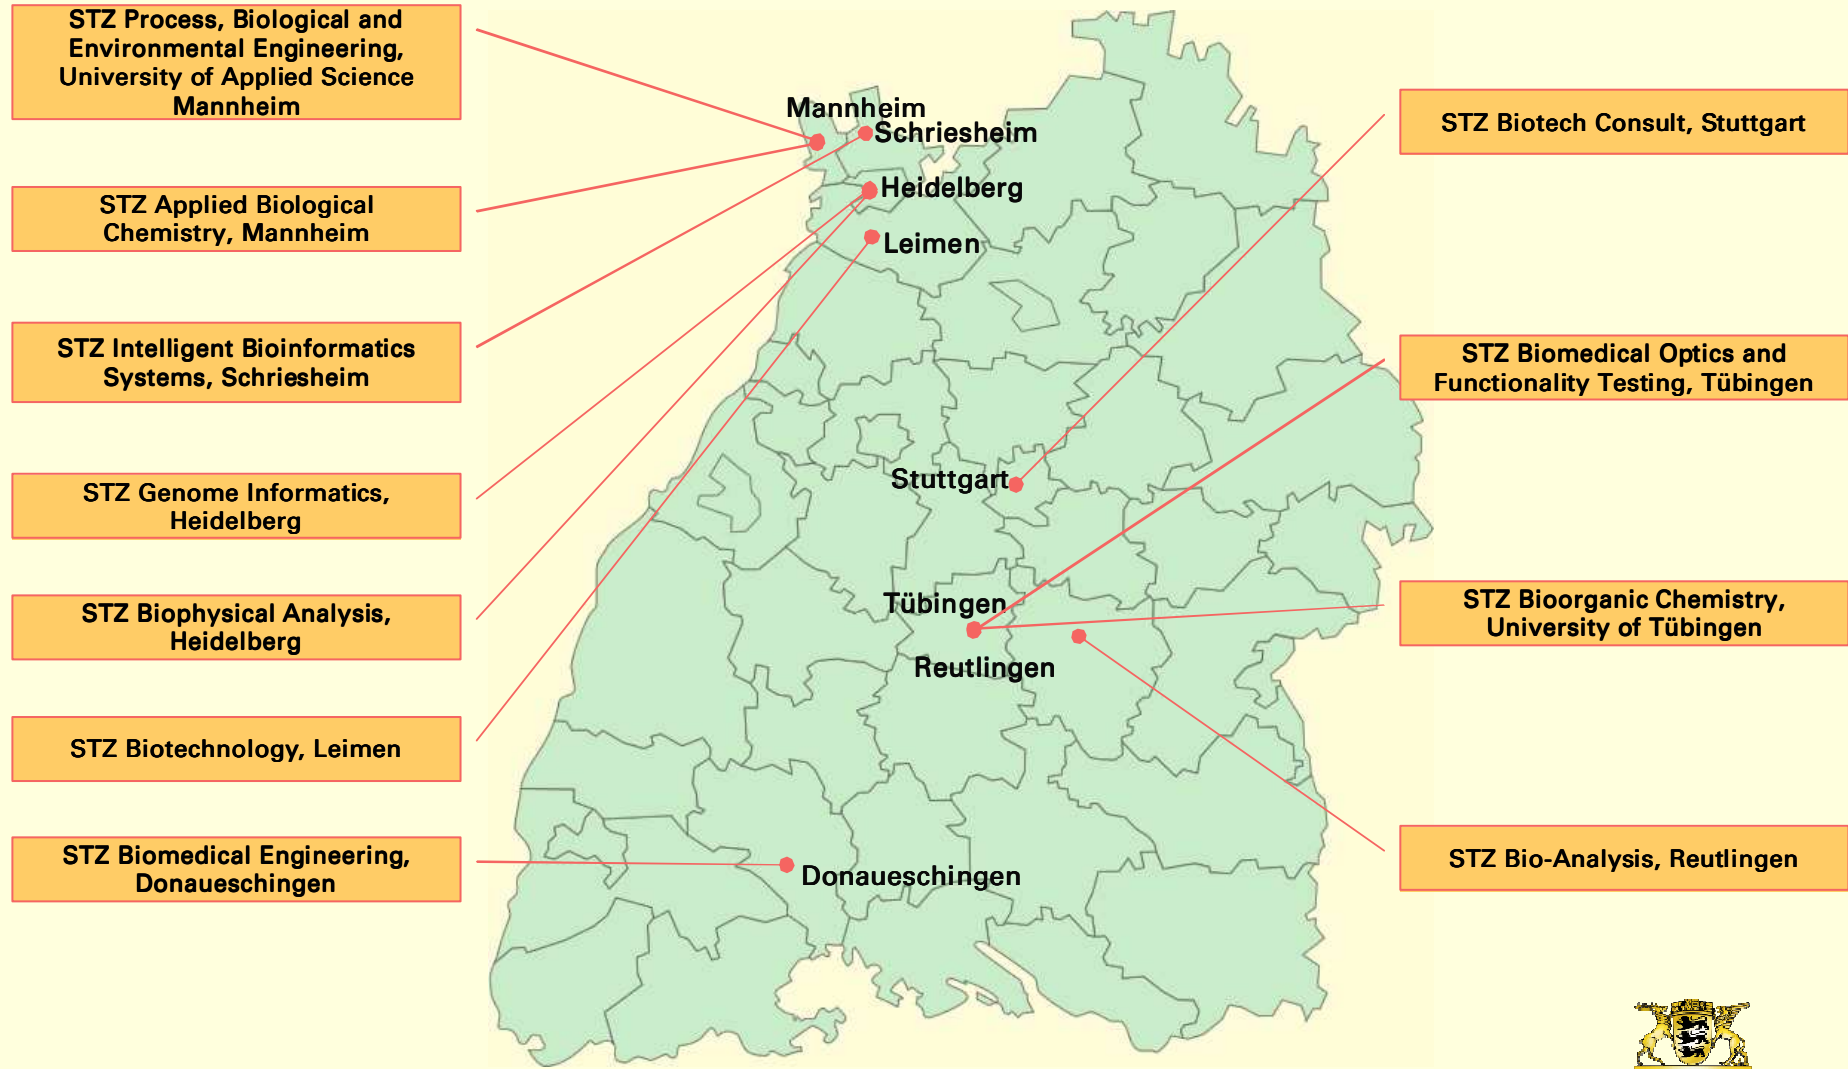 STZ Process, Biological and
Environmental Engineering,
University of Applied Science
Mannheim
STZ Applied Biological
Chemistry, Mannheim
STZ Intelligent Bioinformatics
Systems, Schriesheim
STZ Genome Informatics,
Heidelberg
STZ Biophysical Analysis,
Heidelberg
STZ Biotechnology, Leimen
STZ Biomedical Engineering,
Donaueschingen
Mannheim
Schriesheim
Heidelberg
Leimen
Stuttgart
Tübingen
Reutlingen
Donaueschingen
STZ Biotech Consult, Stuttgart
STZ Biomedical Optics and
Functionality Testing, Tübingen
STZ Bioorganic Chemistry,
University of Tübingen
STZ Bio-Analysis, Reutlingen